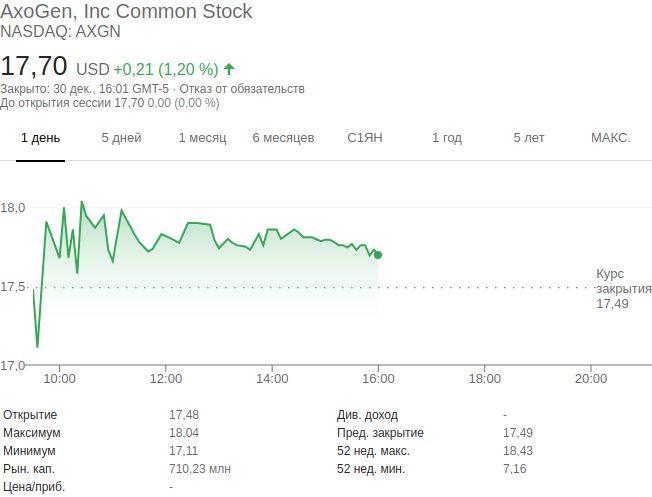 AxoGen, Inc Common Stock
NASDAQ: AXGN
17,70 USD +0,21 (1,20 %)
Закрыто: 30 дек., 16:01 GMT-5 · Отказ от обязательств
До открытия сессии 17,70 0,00 (0,00 %)
1 день 5 дней 1 месяц 6 месяцев С1ЯН 1 год 5 лет МАКС.
18,0
17,5
Курс
закрытия
17,49
17,0
10:00 12:00 14:00 16:00 18:00 20:00
Открытие 17,48 Див. доход -
Максимум 18,04 Пред. закрытие 17,49
Минимум 17,11 52 нед. макс. 18,43
Рын. кап. 710,23 млн 52 нед. мин. 7,16
Цена/приб. -